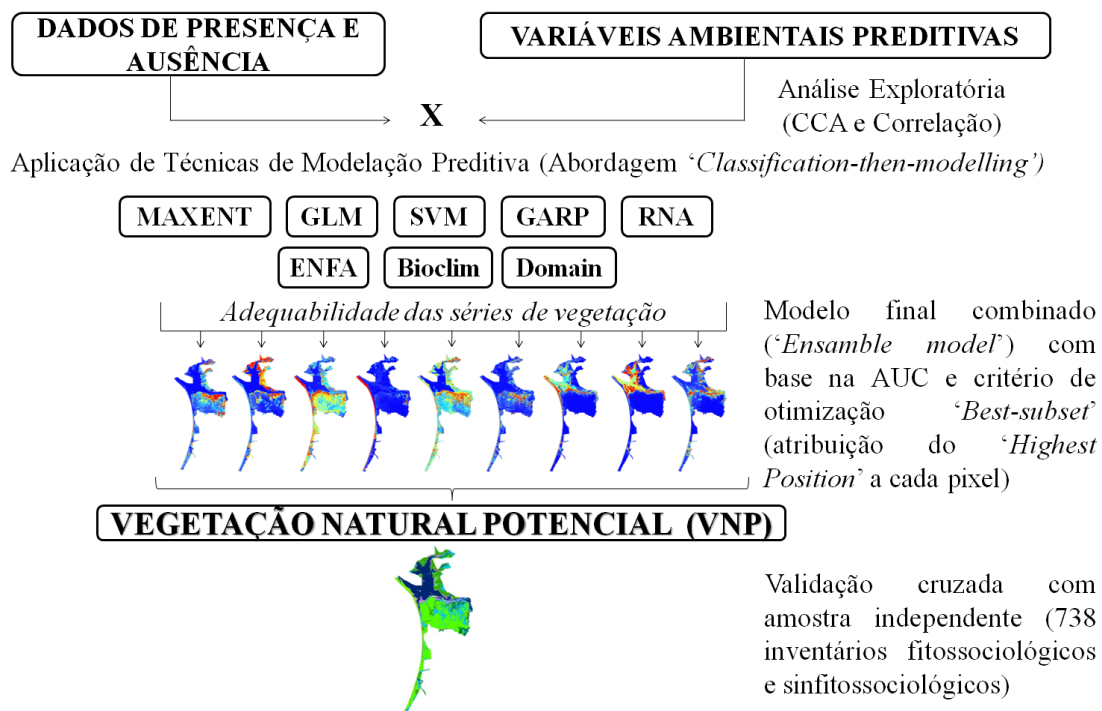 DADOS DE PRESENÇA E
AUSÊNCIA
VARIÁVEIS AMBIENTAIS PREDITIVAS
X
Análise Exploratória
(CCA e Correlação)
Aplicação de Técnicas de Modelação Preditiva (Abordagem ‘Classification-then-modelling’)
MAXENT GLM SVM GARP RNA
ENFA Bioclim Domain
Adequabilidade das séries de vegetação
Modelo final combinado
(‘Ensamble model’) com
base na AUC e critério de
otimização ‘Best-subset’
(atribuição do ‘Highest
Position’ a cada pixel)
VEGETAÇÃO NATURAL POTENCIAL (VNP)
Validação cruzada com
amostra independente (738
inventários fitossociológicos
e sinfitossociológicos)